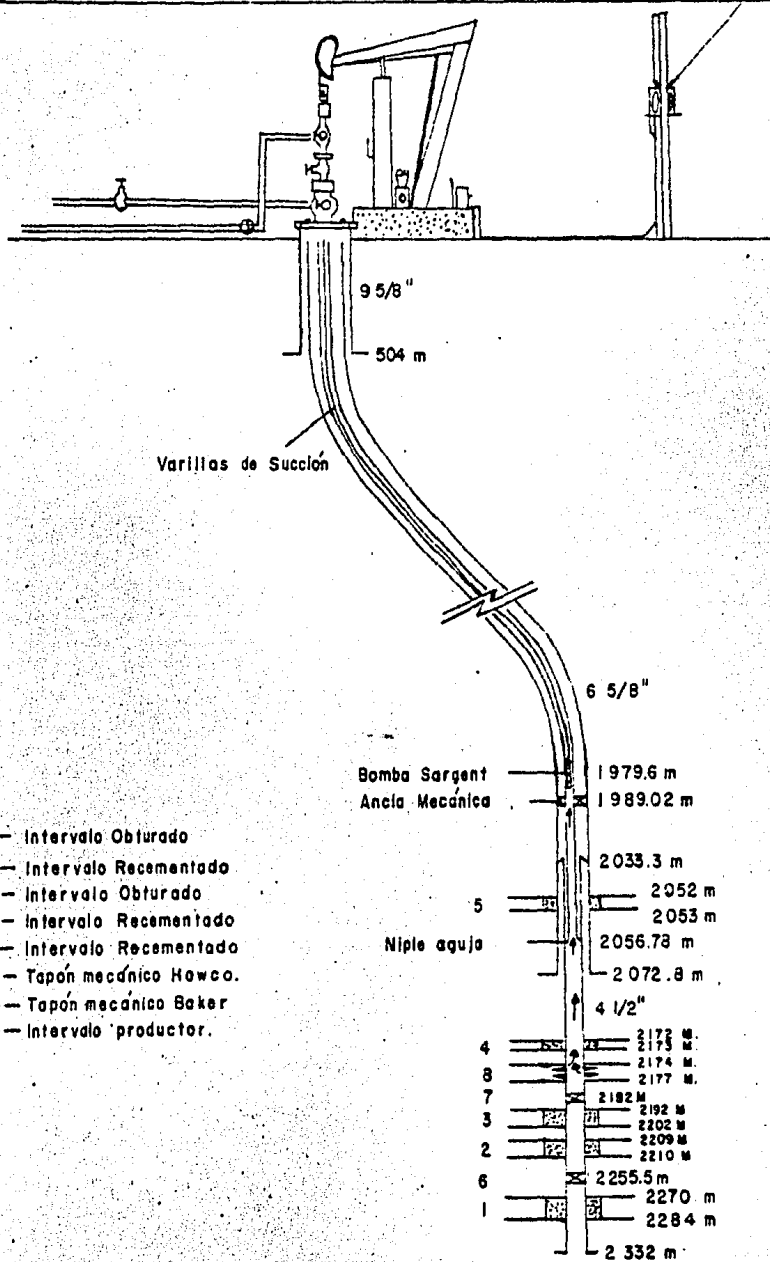 9 5/8"
504 m
Varillas de Succión
6 5/8"
Bomba Sargent 1979.6 m
Ancla Mecánica 1989.02 m
2033.3 m
5 2052 m
2053 m
Niple aguja 2056.78 m
2072.8 m
4 1/2"
— Intervalo Obturado
— Intervalo Recementado
— Intervalo Obturado
— Intervalo Recementado
— Intervalo Recementado
— Tapón mecánico Howco.
— Tapón mecánico Baker
— Intervalo productor.
4 2172 M.
2173 M.
8 2174 M.
2177 M.
7 2182 M
3 2192 M
2202 M
2 2209 M
2210 M
6 2255.5 m
1 2270 m
2284 m
2 332 m